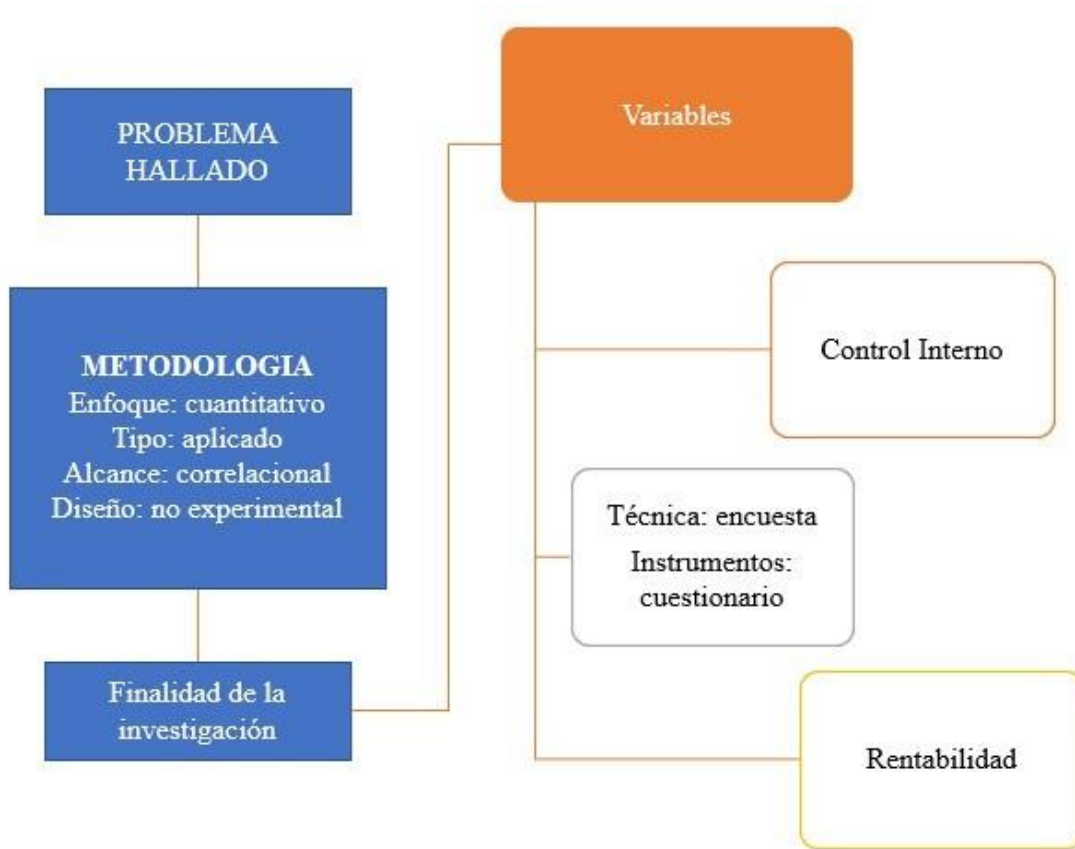 PROBLEMA
HALLADO
METODOLOGIA
Enfoque: cuantitativo
Tipo: aplicado
Alcance: correlacional
Diseño: no experimental
Finalidad de la
investigación
Variables
Control Interno
Técnica: encuesta
Instrumentos:
cuestionario
Rentabilidad